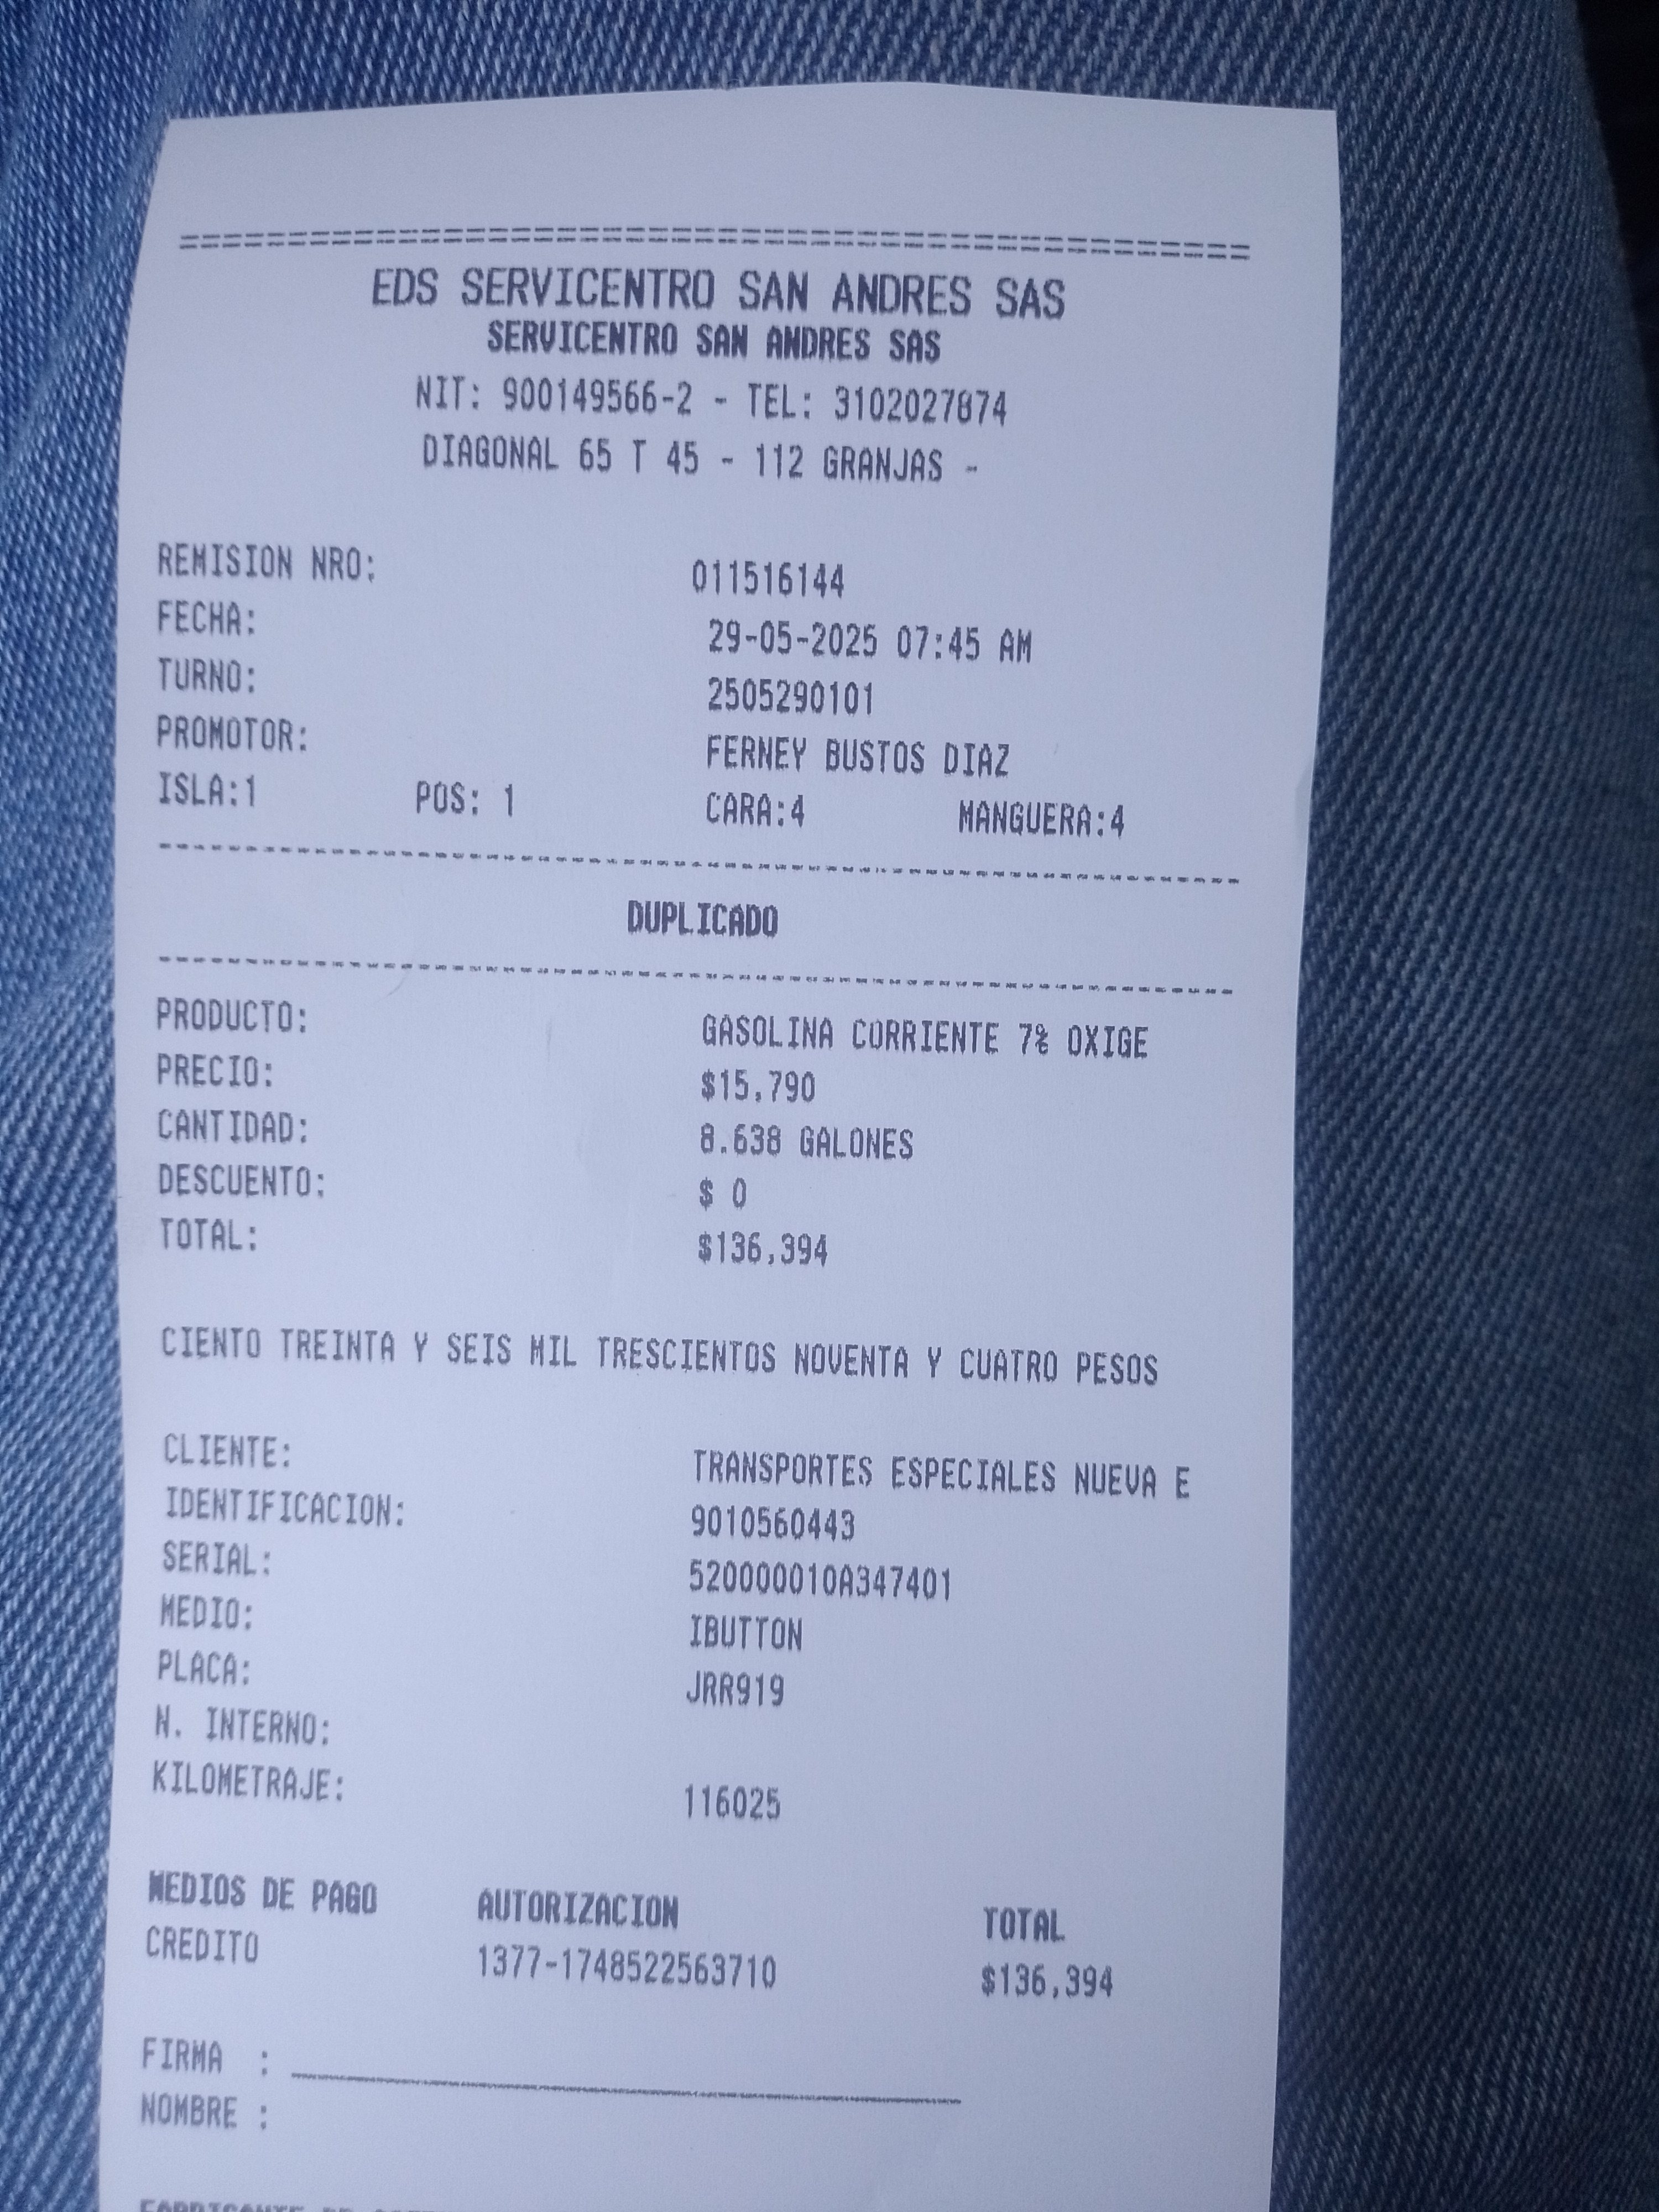 EDS SERVICENTRO SAN ANDRES SAS
SERVICENTRO SAN ANDRES SAS
NIT: 900149566-2 - TEL: 3102027874
DIAGONAL 65 T 45 - 112 GRANJAS -
REMISION NRO: 011516144
FECHA: 29-05-2025 07:45 AM
TURNO: 2505290101
PROMOTOR: FERNEY BUSTOS DIAZ
ISLA:1 POS: 1 CARA:4 MANGUERA:4
DUPLICADO
PRODUCTO: GASOLINA CORRIENTE 7% OXIGE
PRECIO: $15,790
CANTIDAD: 8.638 GALONES
DESCUENTO: $ 0
TOTAL: $136,394
CIENTO TREINTA Y SEIS MIL TRESCIENTOS NOVENTA Y CUATRO PESOS
CLIENTE: TRANSPORTES ESPECIALES NUEVA E
IDENTIFICACION: 9010560443
SERIAL: 520000010A347401
MEDIO: IBUTTON
PLACA: JRR919
N. INTERNO:
KILOMETRAJE: 116025
MEDIOS DE PAGO AUTORIZACION TOTAL
CREDITO 1377-1748522563710 $136,394
FIRMA :
NOMBRE :